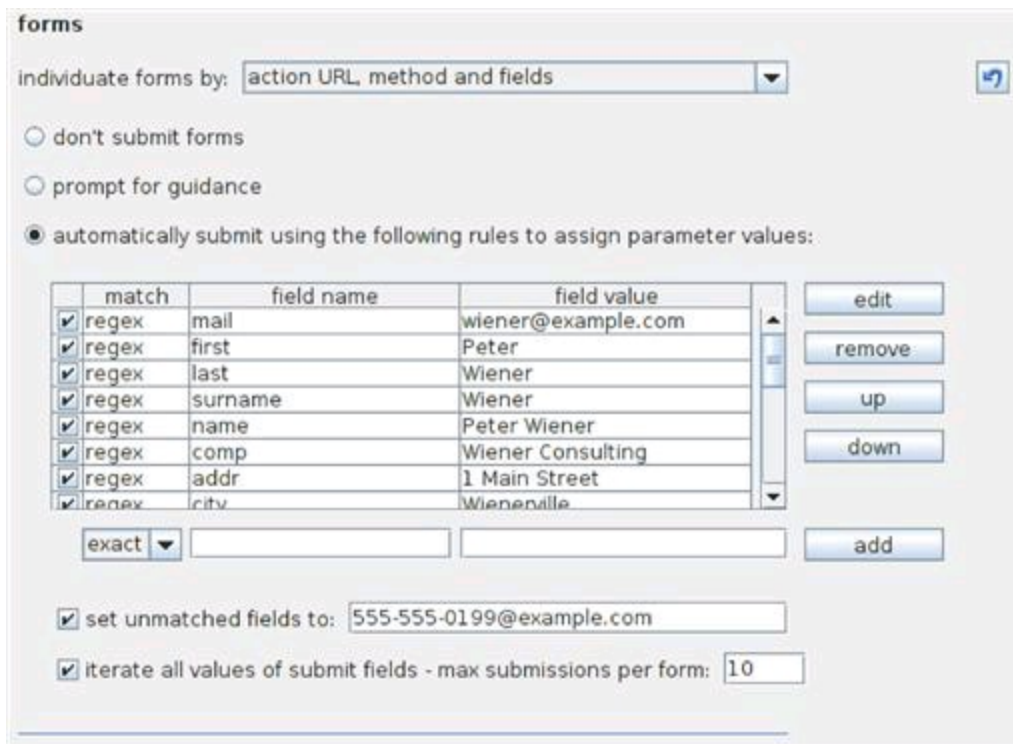 forms
individuate forms by: action URL, method and fields
don't submit forms
prompt for guidance
automatically submit using the following rules to assign parameter values:
match field name field value
regex mail wiener@example.com
regex first Peter
regex last Wiener
regex surname Wiener
regex name Peter Wiener
regex comp Wiener Consulting
regex addr 1 Main Street
regex city Wienerville
edit
remove
up
down
exact add
set unmatched fields to: 555-555-0199@example.com
iterate all values of submit fields - max submissions per form: 10